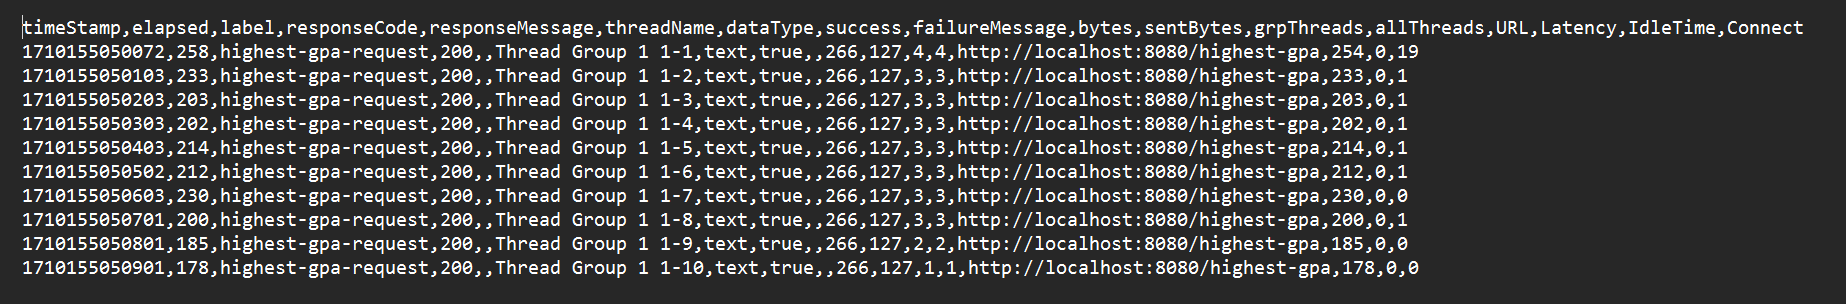 timeStamp,elapsed,label,responseCode,responseMessage,threadName,dataType,success,failureMessage,bytes,sentBytes,grpThreads,allThreads,URL,Latency,IdleTime,Connect
1710155050072,258,highest-gpa-request,200,,Thread Group 1 1-1,text,true,,266,127,4,4,http://localhost:8080/highest-gpa,254,0,19
1710155050103,233,highest-gpa-request,200,,Thread Group 1 1-2,text,true,,266,127,3,3,http://localhost:8080/highest-gpa,233,0,1
1710155050203,203,highest-gpa-request,200,,Thread Group 1 1-3,text,true,,266,127,3,3,http://localhost:8080/highest-gpa,203,0,1
1710155050303,202,highest-gpa-request,200,,Thread Group 1 1-4,text,true,,266,127,3,3,http://localhost:8080/highest-gpa,202,0,1
1710155050403,214,highest-gpa-request,200,,Thread Group 1 1-5,text,true,,266,127,3,3,http://localhost:8080/highest-gpa,214,0,1
1710155050502,212,highest-gpa-request,200,,Thread Group 1 1-6,text,true,,266,127,3,3,http://localhost:8080/highest-gpa,212,0,1
1710155050603,230,highest-gpa-request,200,,Thread Group 1 1-7,text,true,,266,127,3,3,http://localhost:8080/highest-gpa,230,0,0
1710155050701,200,highest-gpa-request,200,,Thread Group 1 1-8,text,true,,266,127,3,3,http://localhost:8080/highest-gpa,200,0,1
1710155050801,185,highest-gpa-request,200,,Thread Group 1 1-9,text,true,,266,127,2,2,http://localhost:8080/highest-gpa,185,0,0
1710155050901,178,highest-gpa-request,200,,Thread Group 1 1-10,text,true,,266,127,1,1,http://localhost:8080/highest-gpa,178,0,0